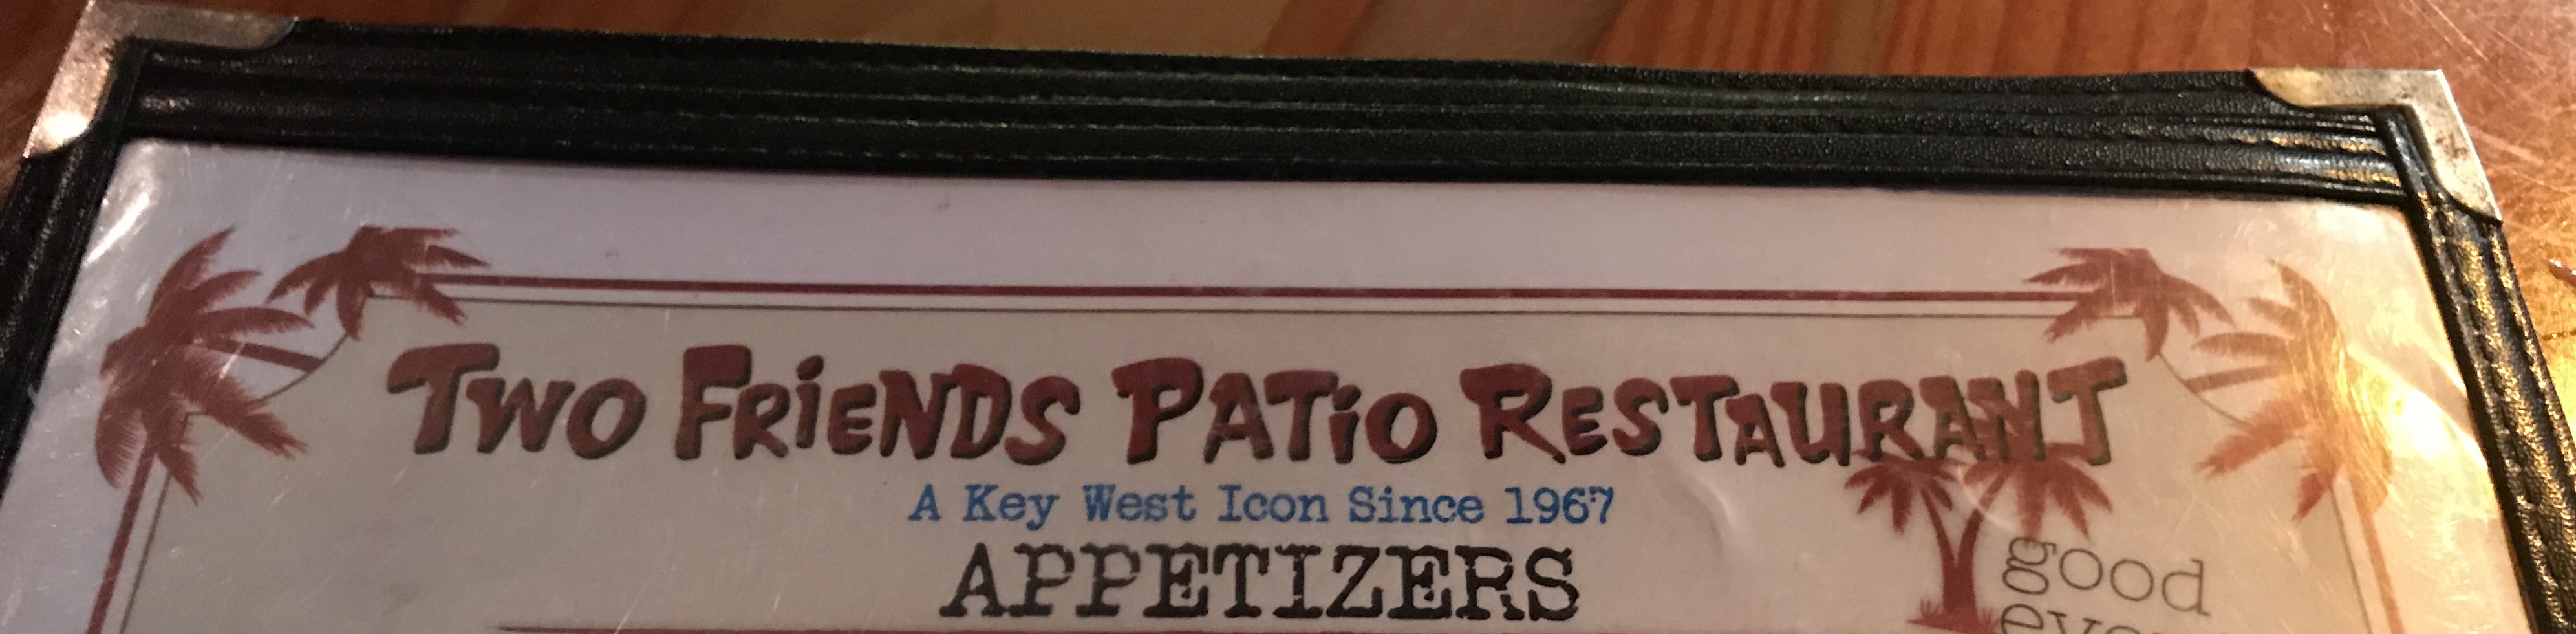 Two Friends Patio Restaurant
A Key West Icon Since 1967
APPETIZERS
good